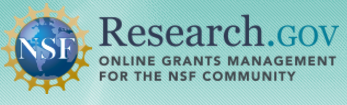 NSF
Research.GOV
ONLINE GRANTS MANAGEMENT
FOR THE NSF COMMUNITY